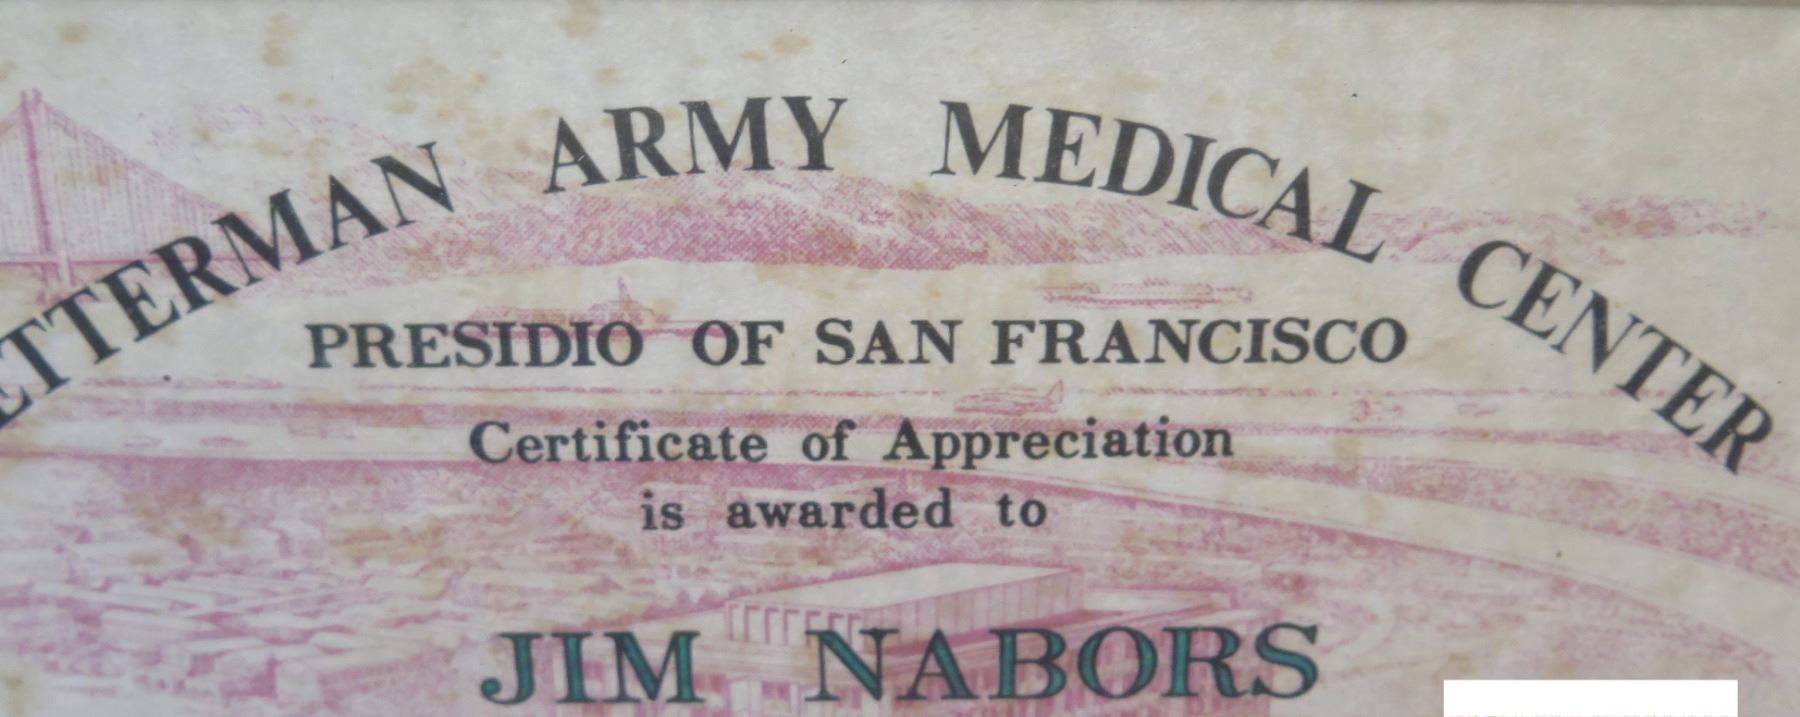 ETTERMAN ARMY MEDICAL CENTER
PRESIDIO OF SAN FRANCISCO
Certificate of Appreciation
is awarded to
JIM NABORS